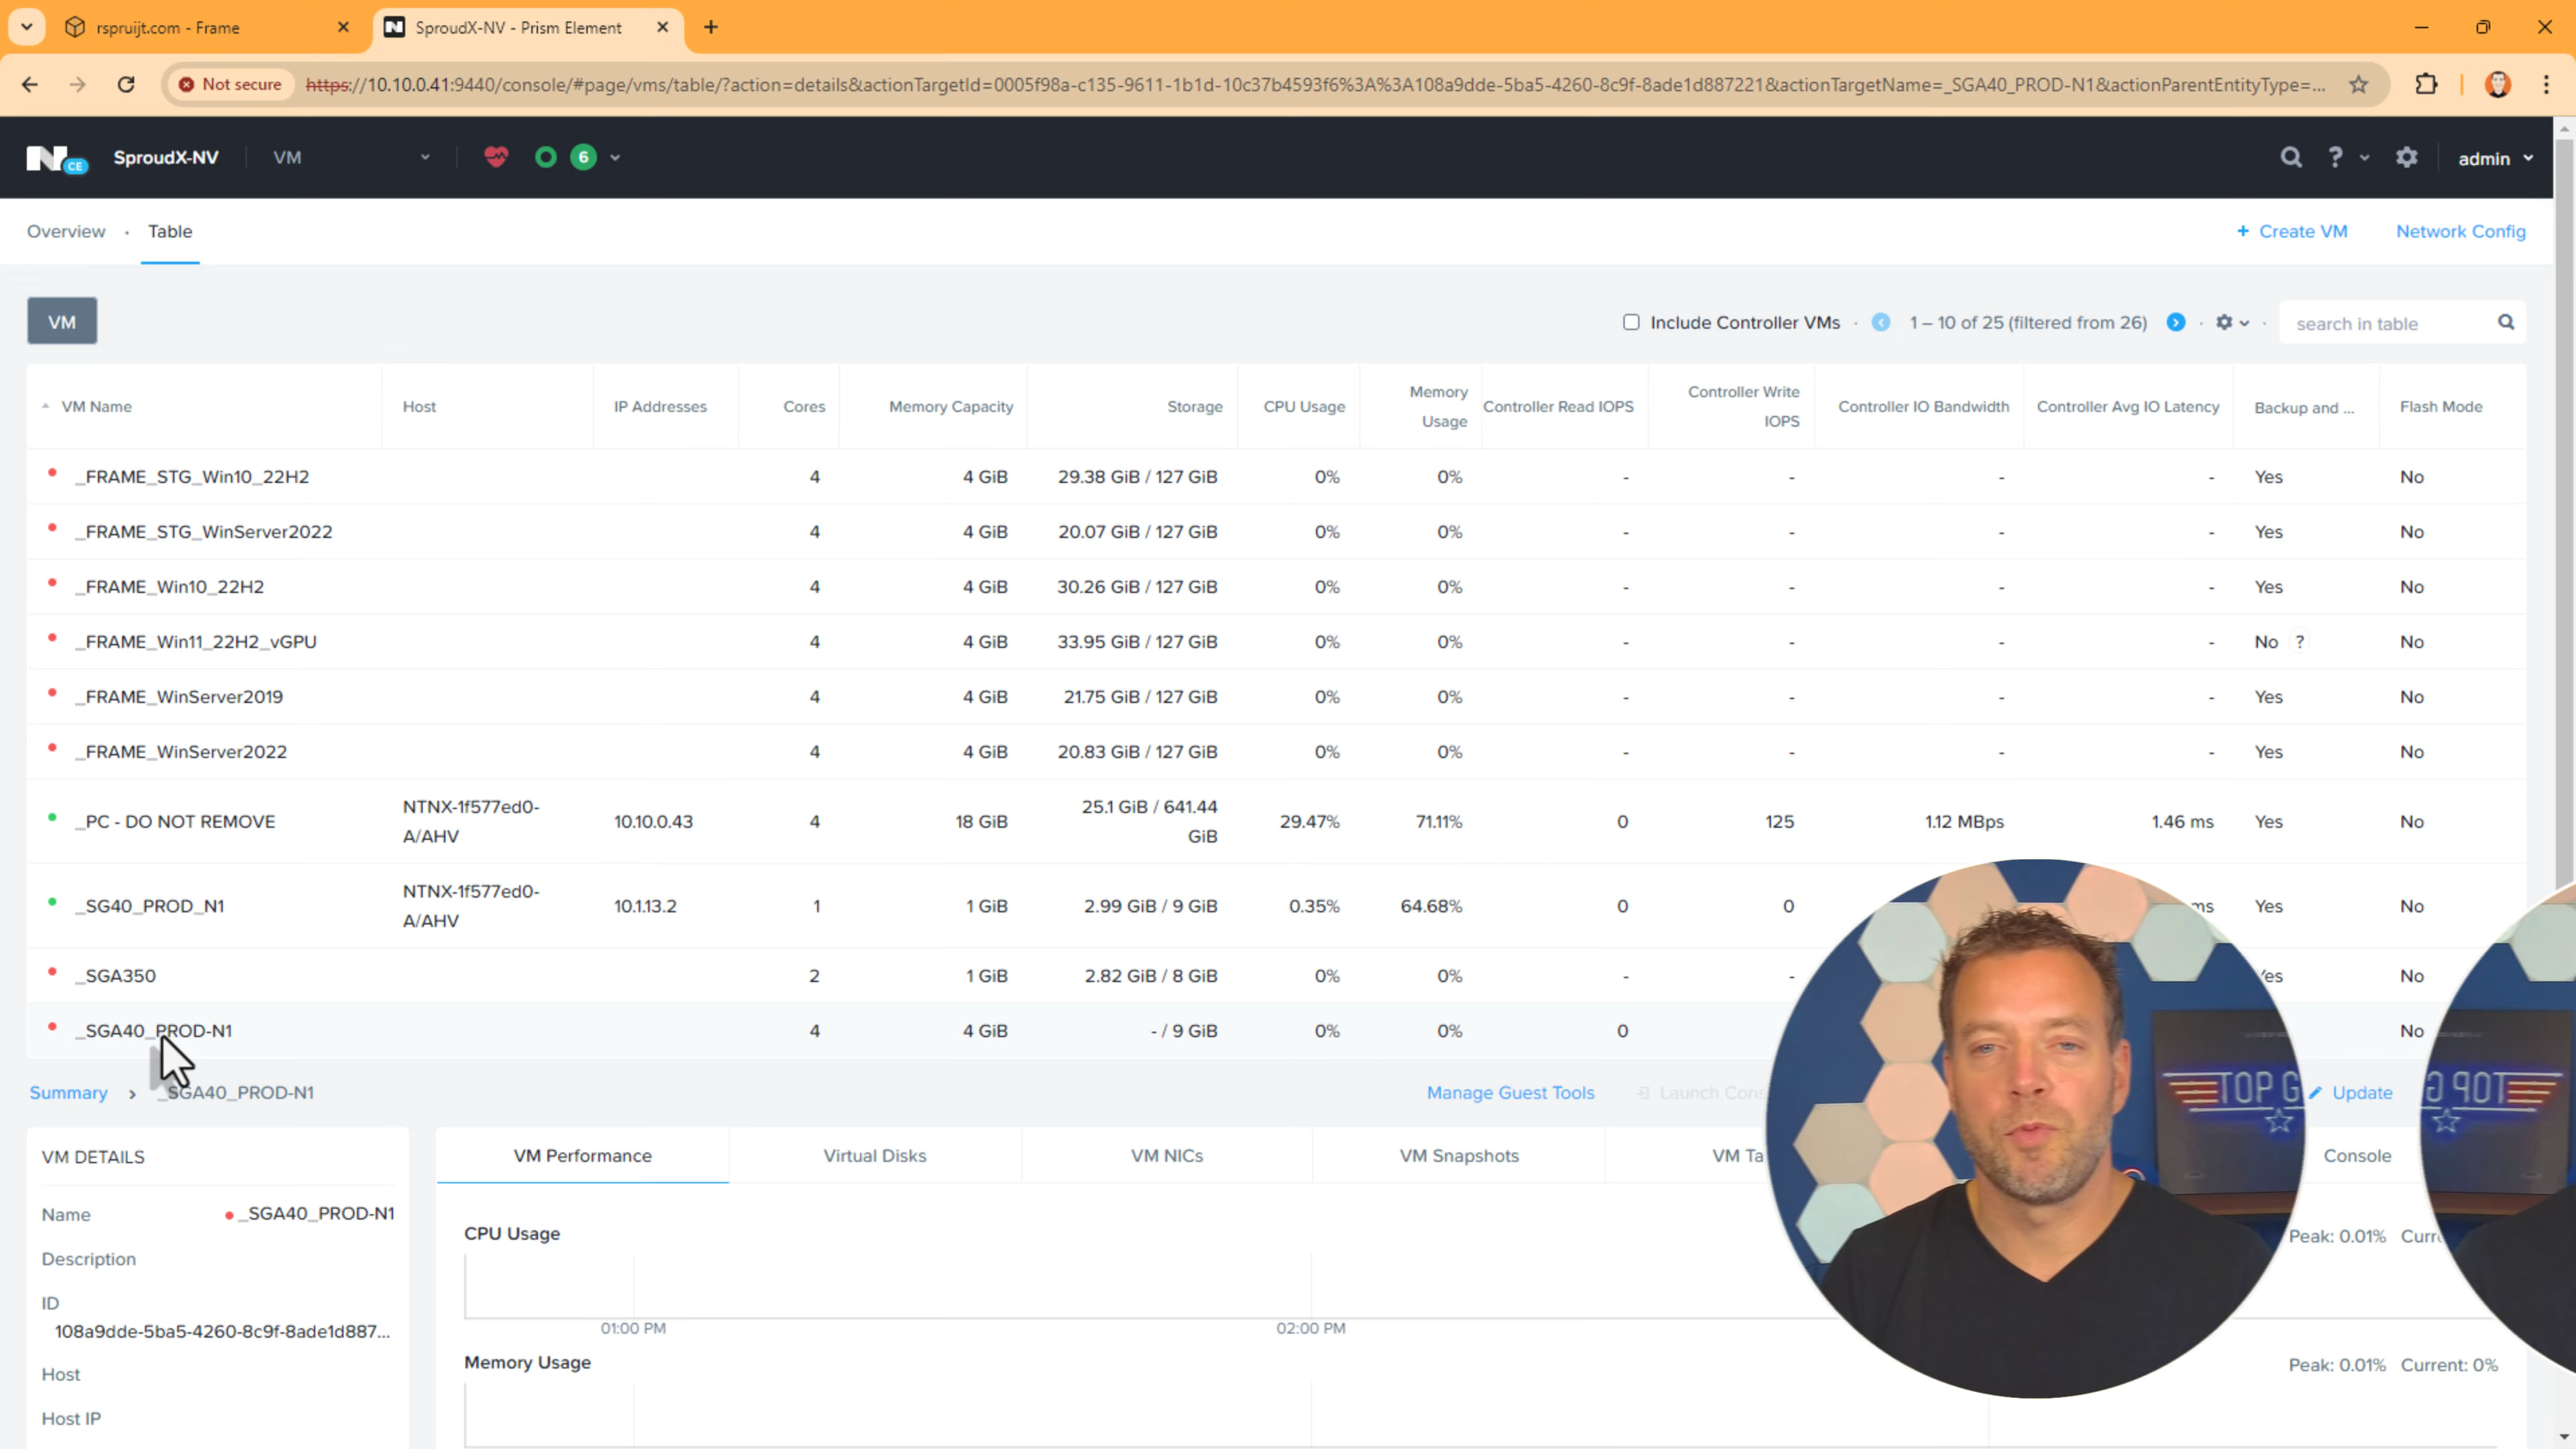 rspruijt.com - Frame
SproudX-NV - Prism Element
Not secure https://10.10.0.41:9440/console/#page/vms/table/?action=details&actionTargetId=0005f98a-c135-9611-1b1d-10c37b4593f6%3A%3A108a9dde-5ba5-4260-8c9f-8ade1d887221&actionTargetName=_SGA40_PROD-N1&actionParentEntityType=...
N CE SproudX-NV VM 6 ? admin
Overview · Table + Create VM Network Config
VM Include Controller VMs · 1 – 10 of 25 (filtered from 26) · · search in table
VM Name Host IP Addresses Cores Memory Capacity Storage CPU Usage Memory Usage Controller Read IOPS Controller Write IOPS Controller IO Bandwidth Controller Avg IO Latency Backup and ... Flash Mode
_FRAME_STG_Win10_22H2 4 4 GiB 29.38 GiB / 127 GiB 0% 0% - - - - Yes No
_FRAME_STG_WinServer2022 4 4 GiB 20.07 GiB / 127 GiB 0% 0% - - - - Yes No
_FRAME_Win10_22H2 4 4 GiB 30.26 GiB / 127 GiB 0% 0% - - - - Yes No
_FRAME_Win11_22H2_vGPU 4 4 GiB 33.95 GiB / 127 GiB 0% 0% - - - - No ? No
_FRAME_WinServer2019 4 4 GiB 21.75 GiB / 127 GiB 0% 0% - - - - Yes No
_FRAME_WinServer2022 4 4 GiB 20.83 GiB / 127 GiB 0% 0% - - - - Yes No
_PC - DO NOT REMOVE NTNX-1f577ed0-A/AHV 10.10.0.43 4 18 GiB 25.1 GiB / 641.44 GiB 29.47% 71.11% 0 125 1.12 MBps 1.46 ms Yes No
_SG40_PROD_N1 NTNX-1f577ed0-A/AHV 10.1.13.2 1 1 GiB 2.99 GiB / 9 GiB 0.35% 64.68% 0 0 ms Yes No
_SGA350 2 1 GiB 2.82 GiB / 8 GiB 0% 0% - - Yes No
_SGA40_PROD-N1 4 4 GiB - / 9 GiB 0% 0% 0 No
Summary > _SGA40_PROD-N1 Manage Guest Tools Launch Cons Update
TOP G
VM DETAILS
Name _SGA40_PROD-N1
Description
ID
108a9dde-5ba5-4260-8c9f-8ade1d887...
Host
Host IP
VM Performance Virtual Disks VM NICs VM Snapshots VM Ta Console
CPU Usage Peak: 0.01% Curr
01:00 PM 02:00 PM
Memory Usage Peak: 0.01% Current: 0%